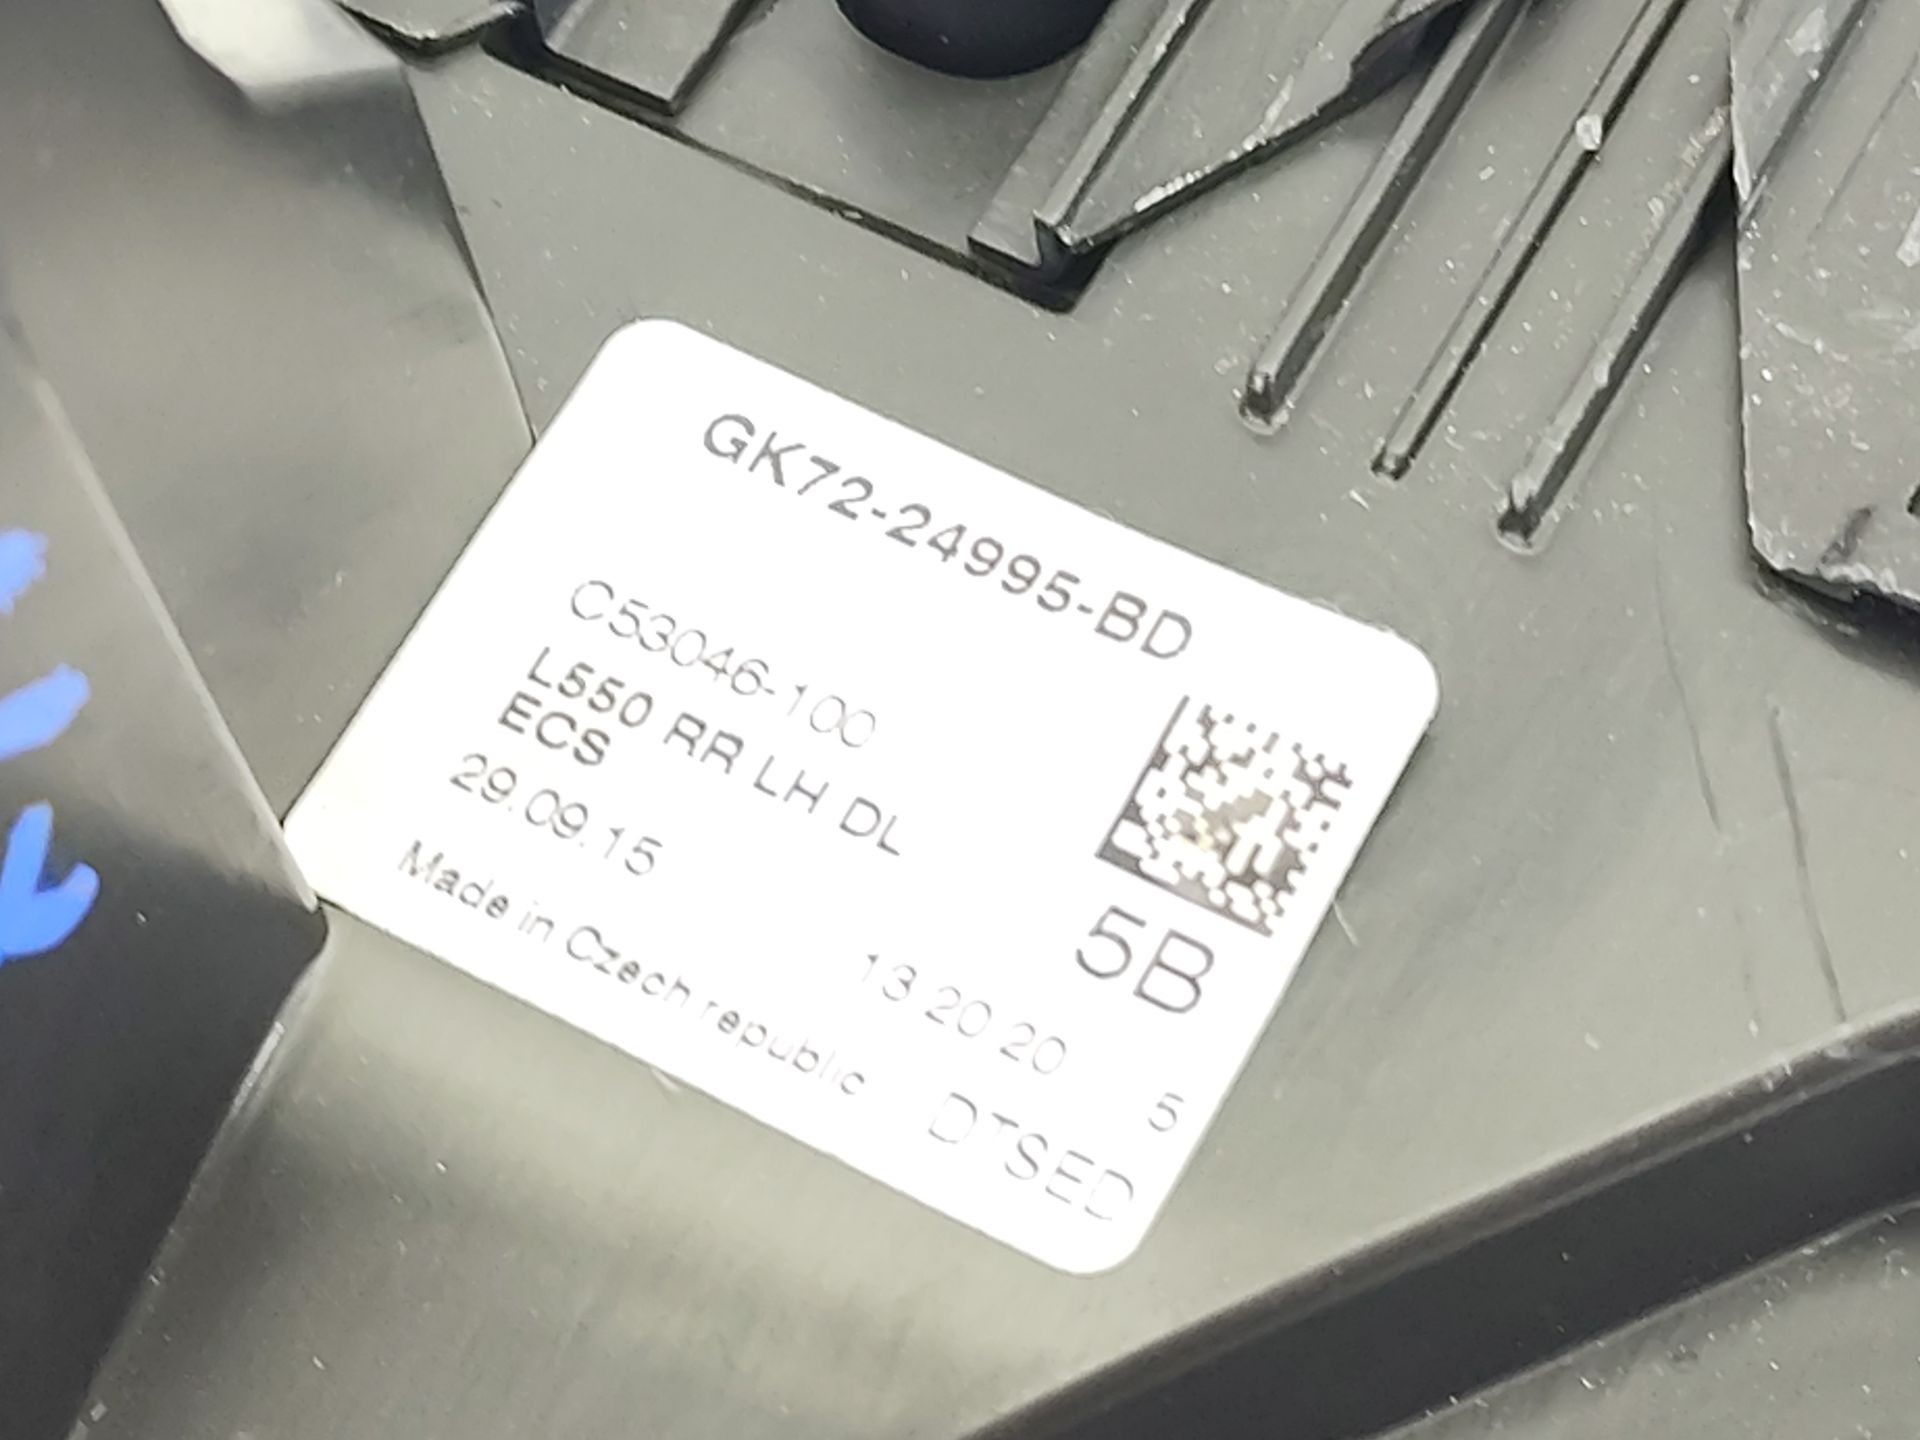 GK72-24995-BD
C53046-100
L550 RR LH DL
ECS
29.09.15
5B
13 20 20
Made in Czech republic
5
DTSED